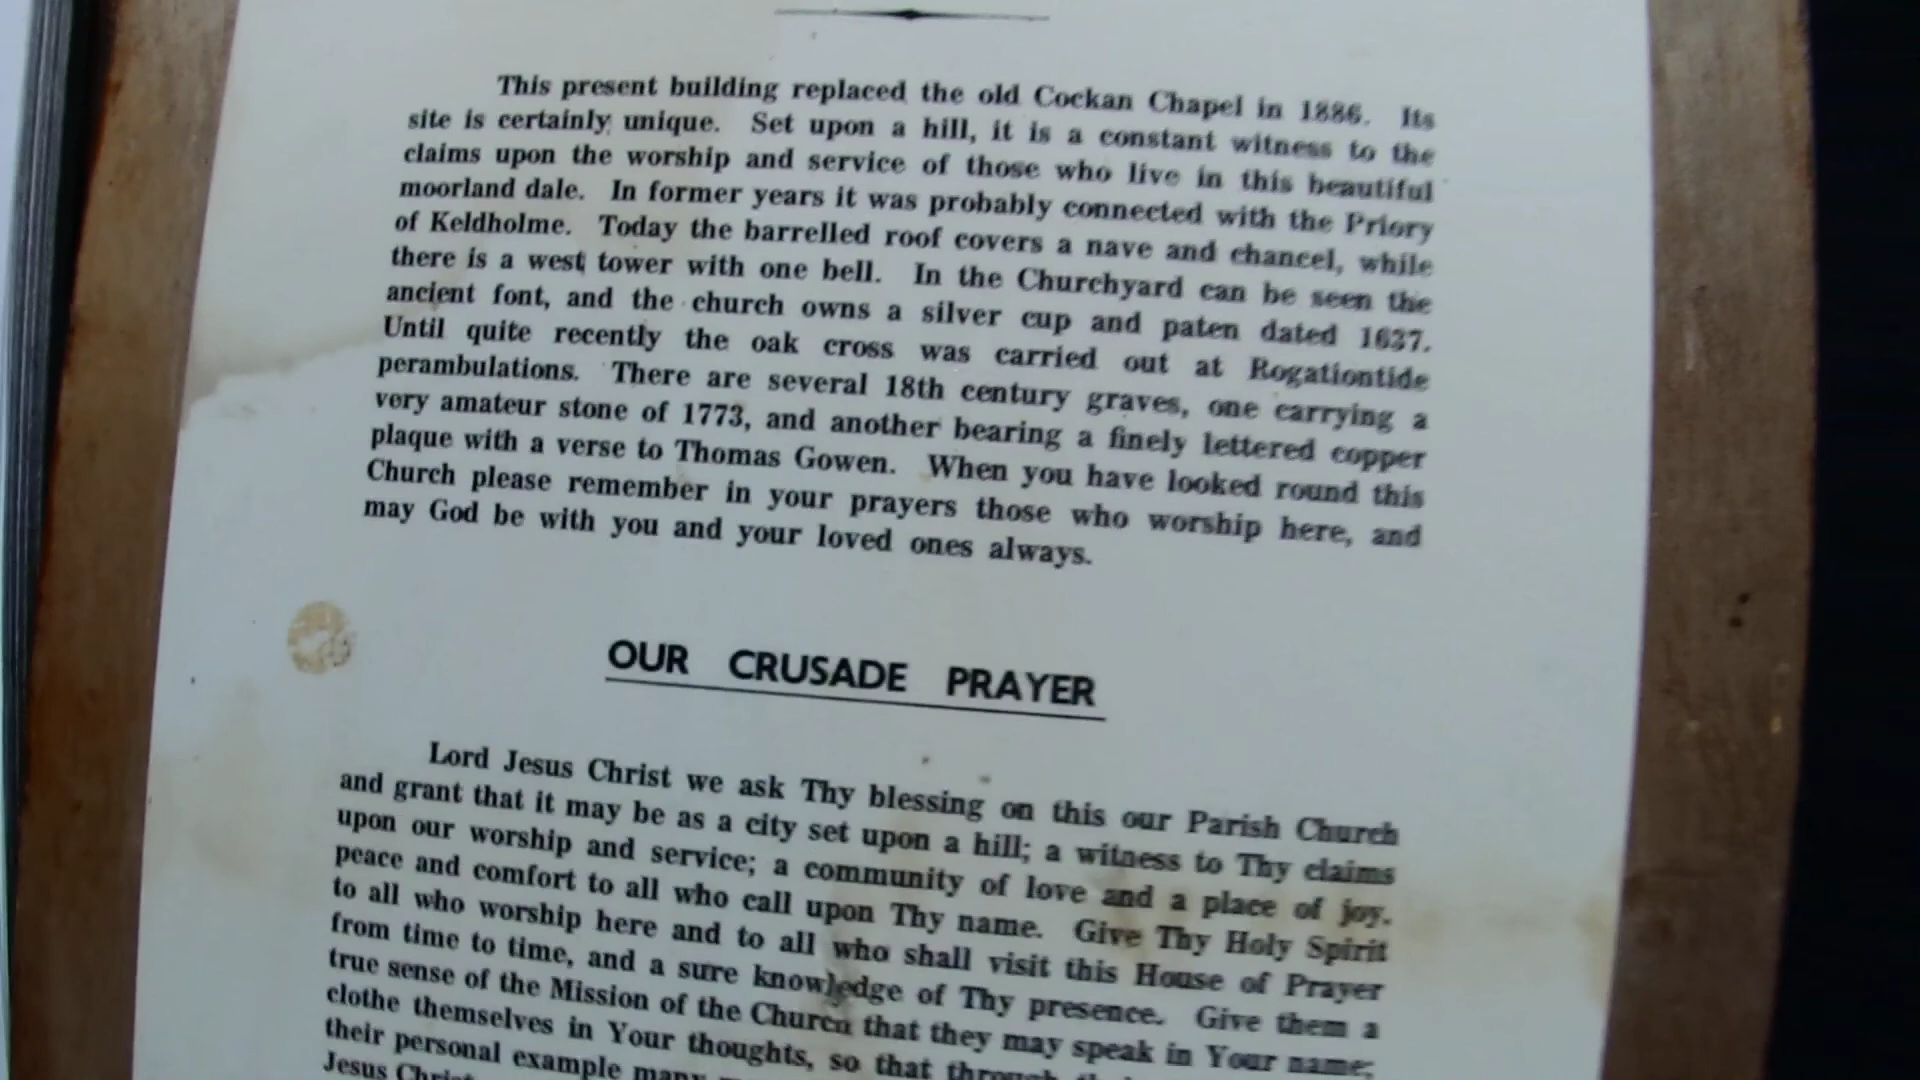 This present building replaced the old Cockan Chapel in 1886. Its
site is certainly unique. Set upon a hill, it is a constant witness to the
claims upon the worship and service of those who live in this beautiful
moorland dale. In former years it was probably connected with the Priory
of Keldholme. Today the barrelled roof covers a nave and chancel, while
there is a west tower with one bell. In the Churchyard can be seen the
ancient font, and the church owns a silver cup and paten dated 1637.
Until quite recently the oak cross was carried out at Rogationtide
perambulations. There are several 18th century graves, one carrying a
very amateur stone of 1773, and another bearing a finely lettered copper
plaque with a verse to Thomas Gowen. When you have looked round this
Church please remember in your prayers those who worship here, and
may God be with you and your loved ones always.
OUR CRUSADE PRAYER
Lord Jesus Christ we ask Thy blessing on this our Parish Church
and grant that it may be as a city set upon a hill; a witness to Thy claims
upon our worship and service; a community of love and a place of joy.
peace and comfort to all who call upon Thy name. Give Thy Holy Spirit
to all who worship here and to all who shall visit this House of Prayer
from time to time, and a sure knowledge of Thy presence. Give them a
true sense of the Mission of the Church that they may speak in Your name;
clothe themselves in Your thoughts, so that through
their personal example many
Jesus Christ